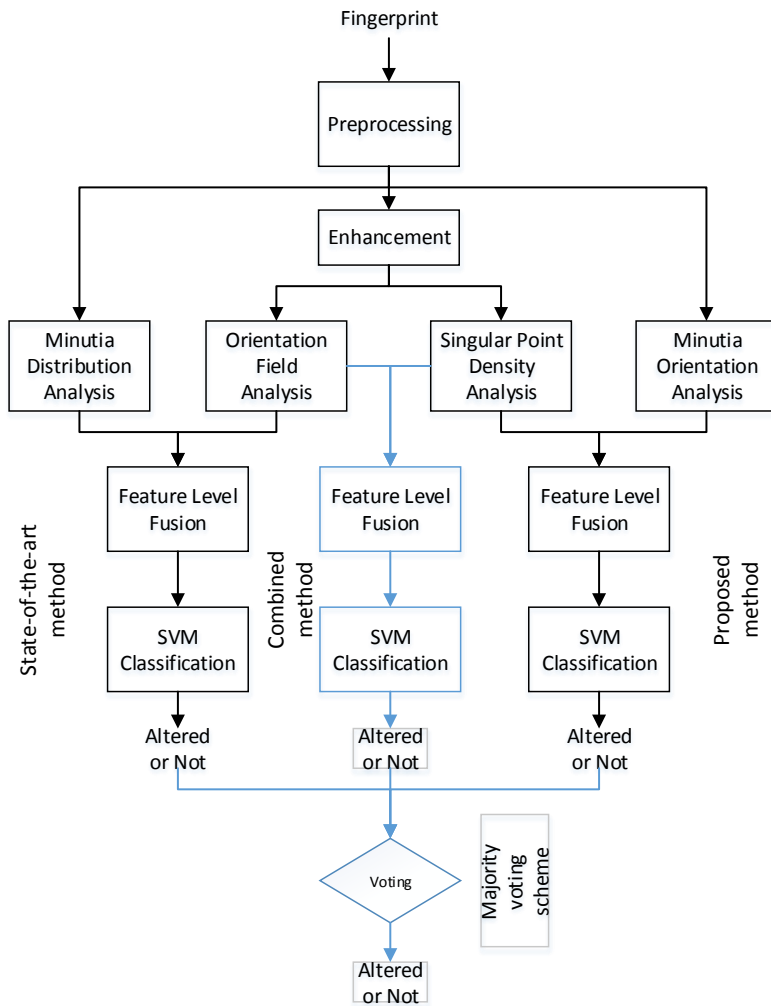 Fingerprint
Preprocessing
Enhancement
Minutia
Distribution
Analysis
Orientation
Field
Analysis
Singular Point
Density
Analysis
Minutia
Orientation
Analysis
State-of-the-art
method
Feature Level
Fusion
Combined
method
Feature Level
Fusion
Feature Level
Fusion
Proposed
method
SVM
Classification
SVM
Classification
SVM
Classification
Altered
or Not
Altered
or Not
Altered
or Not
Voting
Majority
voting
scheme
Altered
or Not